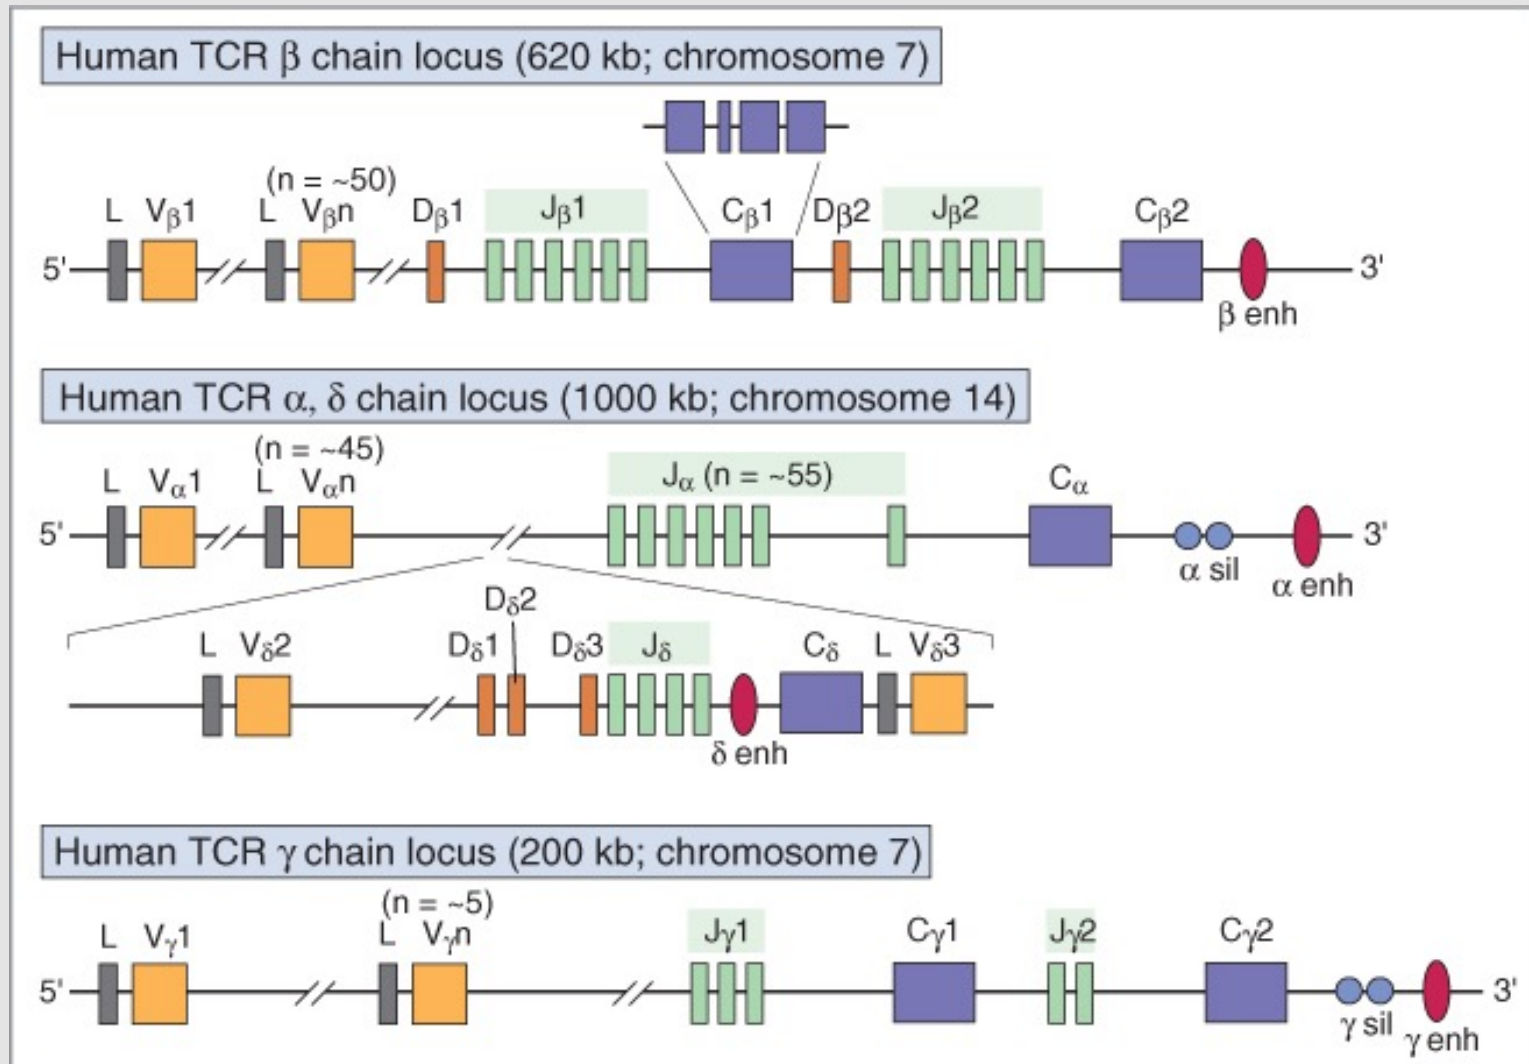 Human TCR β chain locus (620 kb; chromosome 7)
(n = ~50)
L Vβ1 L Vβn Dβ1 Jβ1 Cβ1 Dβ2 Jβ2 Cβ2
5' 3'
β enh
Human TCR α, δ chain locus (1000 kb; chromosome 14)
(n = ~45)
L Vα1 L Vαn Jα (n = ~55) Cα
5' 3'
α sil α enh
Dδ2
L Vδ2 Dδ1 Dδ3 Jδ Cδ L Vδ3
δ enh
Human TCR γ chain locus (200 kb; chromosome 7)
(n = ~5)
L Vγ1 L Vγn Jγ1 Cγ1 Jγ2 Cγ2
5' 3'
γ sil γ enh